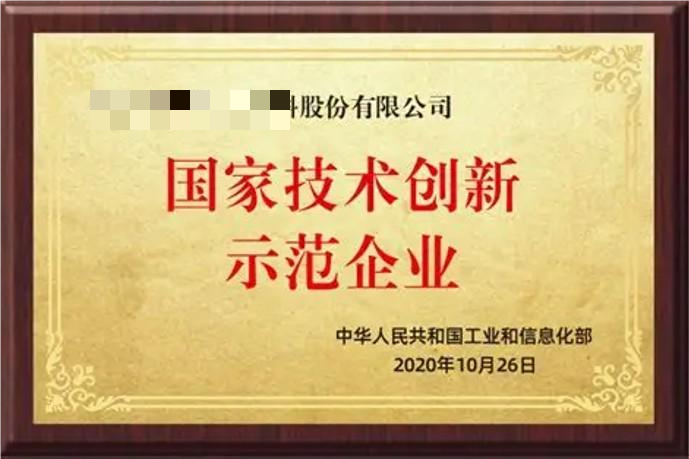 料股份有限公司
国家技术创新
示范企业
中华人民共和国工业和信息化部
2020年10月26日